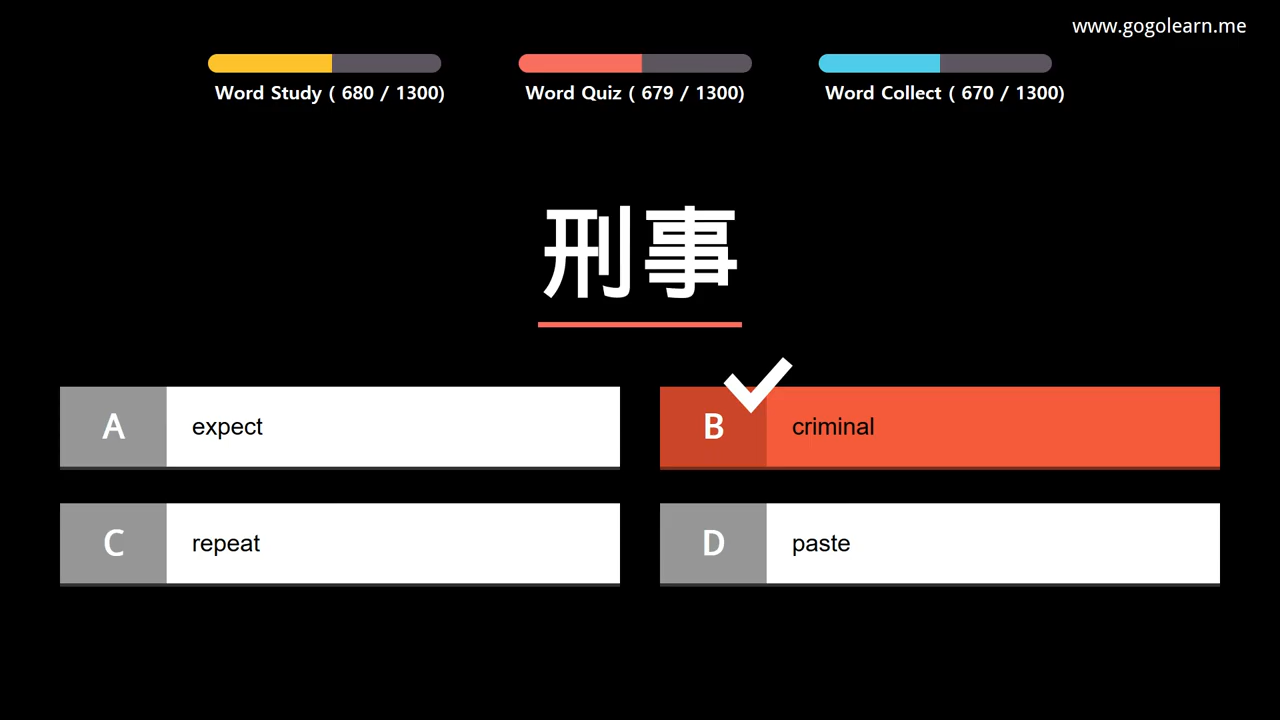 www.gogolearn.me
Word Study ( 680 / 1300)
Word Quiz ( 679 / 1300)
Word Collect ( 670 / 1300)
刑事
A expect
B criminal
C repeat
D paste